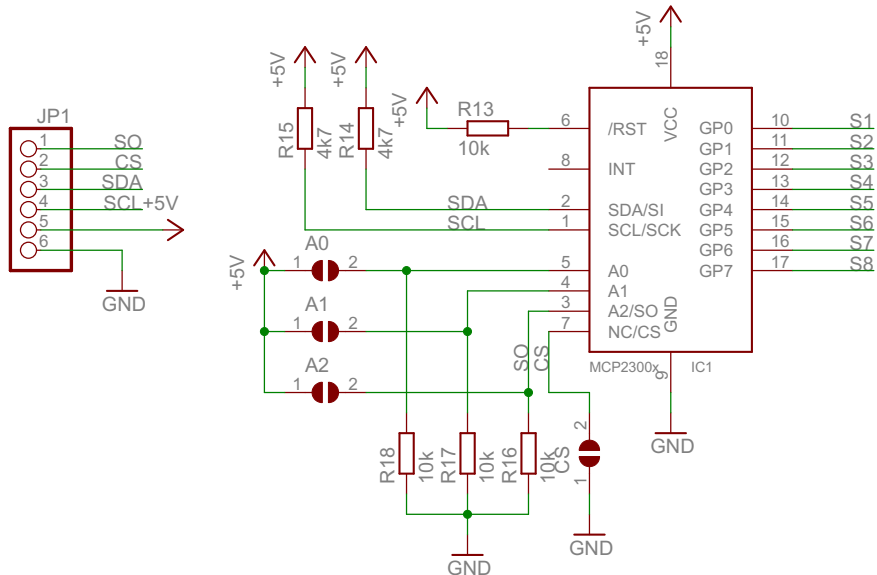 JP1
1 SO
2 CS
3 SDA
4 SCL +5V
5
6
GND
+5V
+5V
R15
4k7
R14
4k7
+5V
R13
10k
+5V
18
VCC
6 /RST
8 INT
2 SDA/SI
SDA
1 SCL/SCK
SCL
5 A0
4 A1
3 A2/SO
7 NC/CS
GND
9
MCP2300x
IC1
GP0 10 S1
GP1 11 S2
GP2 12 S3
GP3 13 S4
GP4 14 S5
GP5 15 S6
GP6 16 S7
GP7 17 S8
GND
+5V
A0
1 2
A1
1 2
A2
1 2
SO
CS
R18
10k
R17
10k
R16
10k
CS
2
1
GND
GND